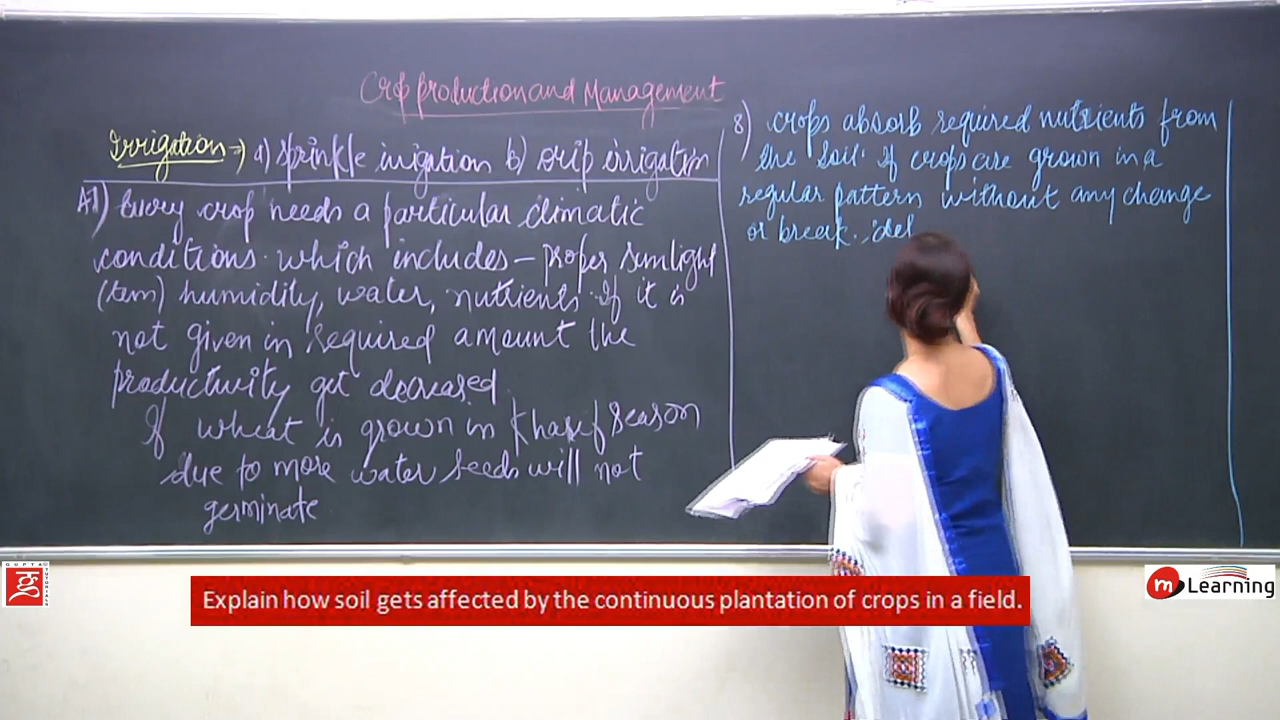 Crop production and Management
Irrigation → a) sprinkle irrigation b) drip irrigation
A1) Every crop needs a particular climatic
conditions. which includes – proper sunlight
(tem) humidity, water, nutrients. If it is
not given in required amount the
productivity get decreased.
If wheat is grown in Kharif season
due to more water seeds will not
germinate
8) crops absorb required nutrients from
the soil. If crops are grown in a
regular pattern without any change
or break.
GUPTA
TUTORIALS
Explain how soil gets affected by the continuous plantation of crops in a field.
m Learning